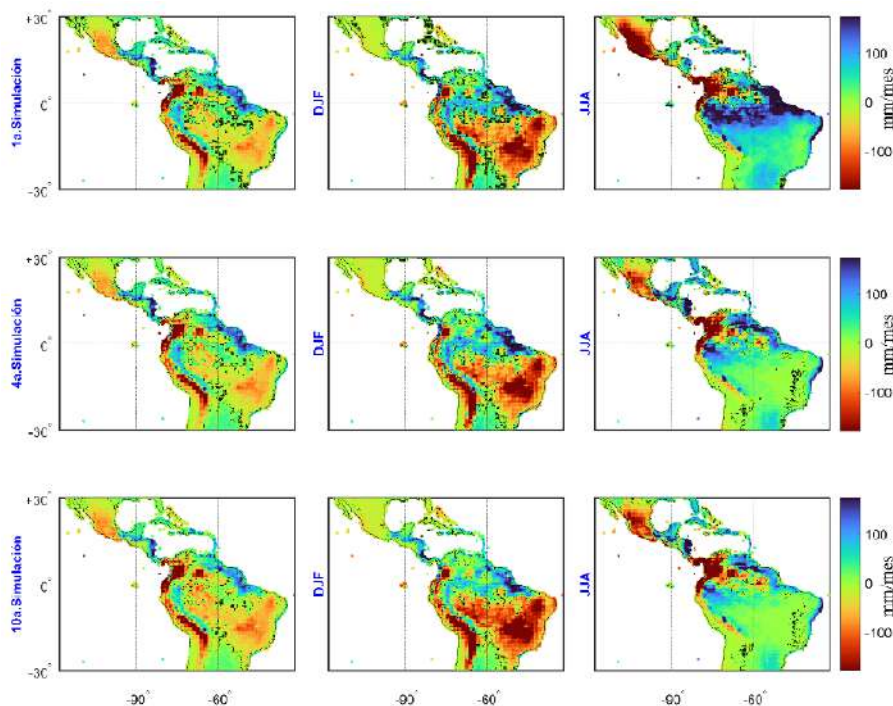 +30°
0°
-30°
1a.Simulación
DJF
JJA
100
0
-100
mm/mes
+30°
0°
-30°
4a.Simulación
DJF
JJA
100
0
-100
mm/mes
+30°
0°
-30°
10a.Simulación
DJF
JJA
100
0
-100
mm/mes
-90° -60° -90° -60° -90° -60°